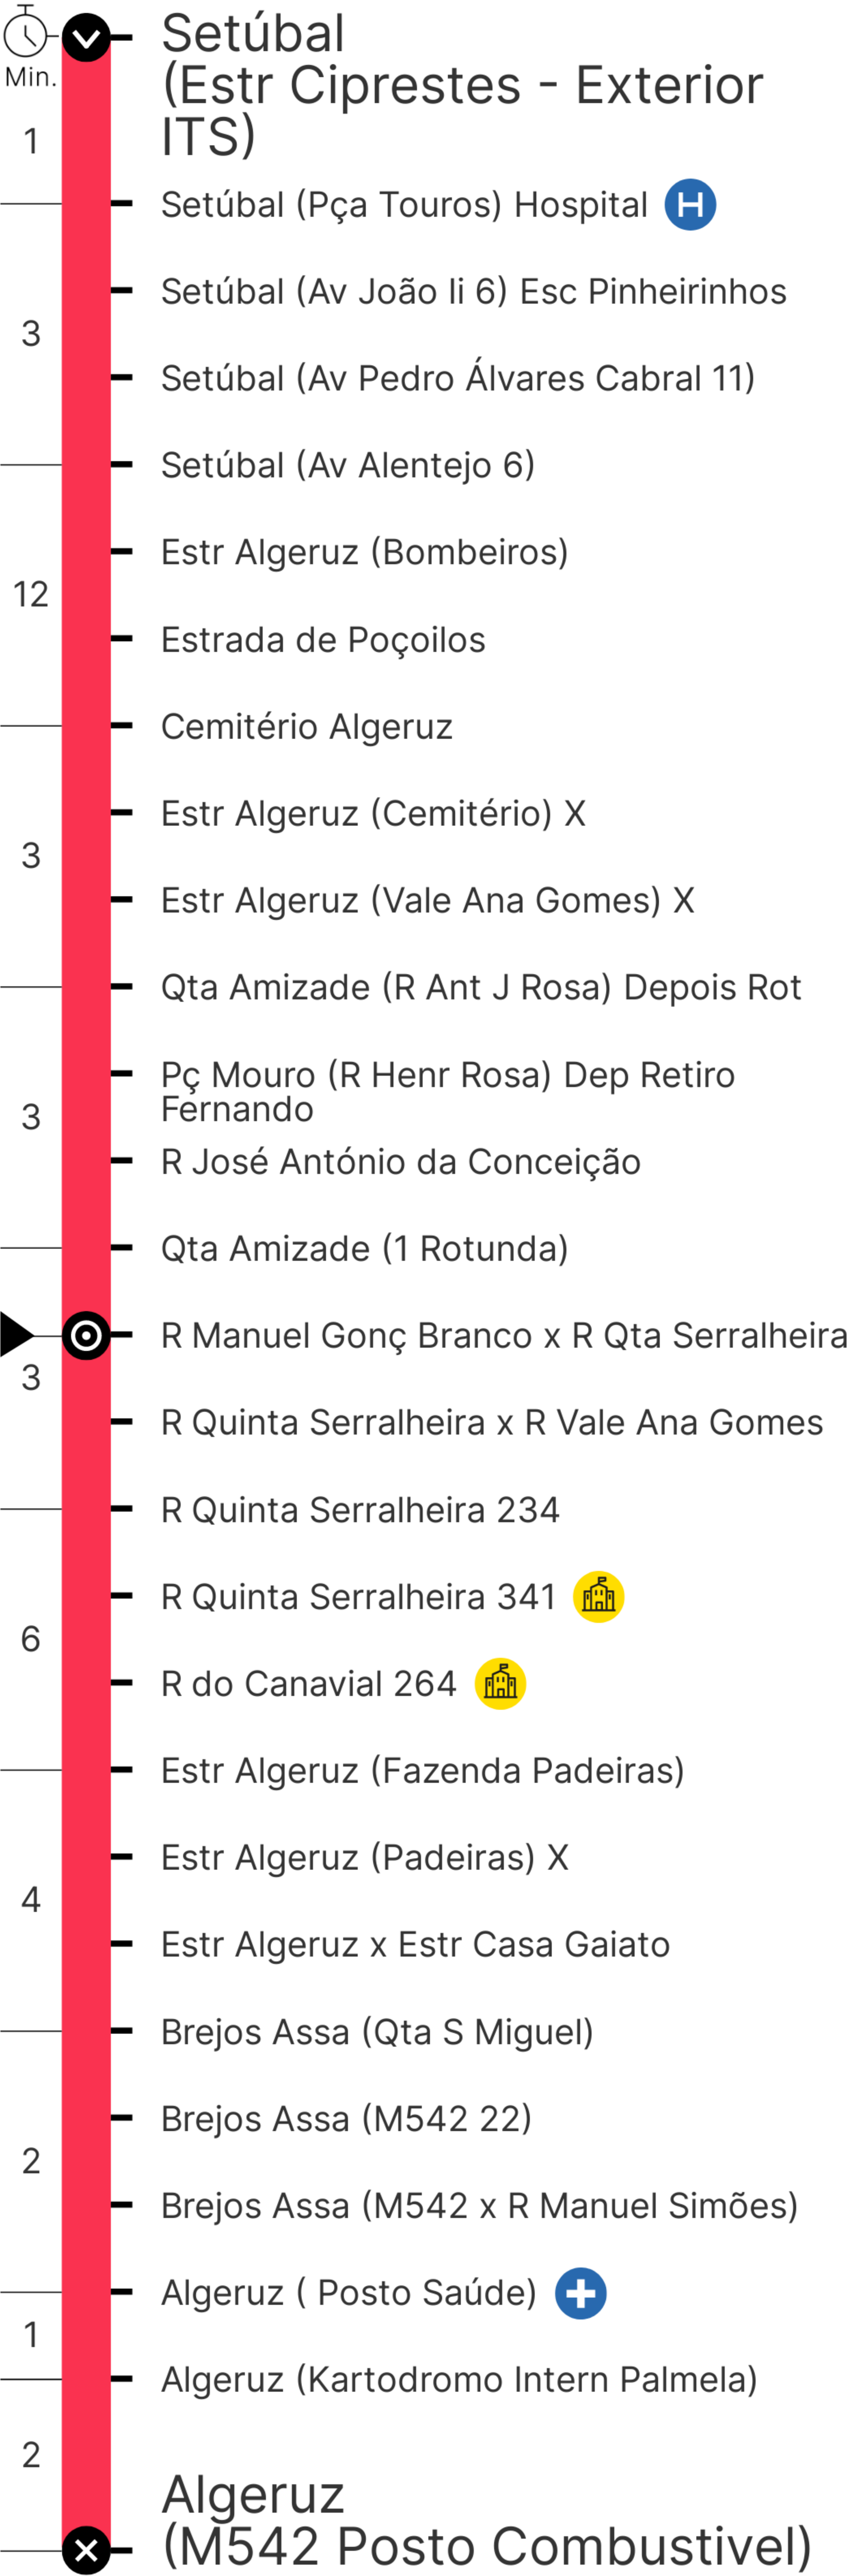 Setúbal
(Estr Ciprestes - Exterior
ITS)
Min.
1
Setúbal (Pça Touros) Hospital H
Setúbal (Av João Ii 6) Esc Pinheirinhos
3
Setúbal (Av Pedro Álvares Cabral 11)
Setúbal (Av Alentejo 6)
Estr Algeruz (Bombeiros)
12
Estrada de Poçoilos
Cemitério Algeruz
Estr Algeruz (Cemitério) X
3
Estr Algeruz (Vale Ana Gomes) X
Qta Amizade (R Ant J Rosa) Depois Rot
Pç Mouro (R Henr Rosa) Dep Retiro
Fernando
3
R José António da Conceição
Qta Amizade (1 Rotunda)
R Manuel Gonç Branco x R Qta Serralheira
3
R Quinta Serralheira x R Vale Ana Gomes
R Quinta Serralheira 234
R Quinta Serralheira 341
6
R do Canavial 264
Estr Algeruz (Fazenda Padeiras)
Estr Algeruz (Padeiras) X
4
Estr Algeruz x Estr Casa Gaiato
Brejos Assa (Qta S Miguel)
Brejos Assa (M542 22)
2
Brejos Assa (M542 x R Manuel Simões)
Algeruz ( Posto Saúde)
1
Algeruz (Kartodromo Intern Palmela)
2
Algeruz
(M542 Posto Combustivel)